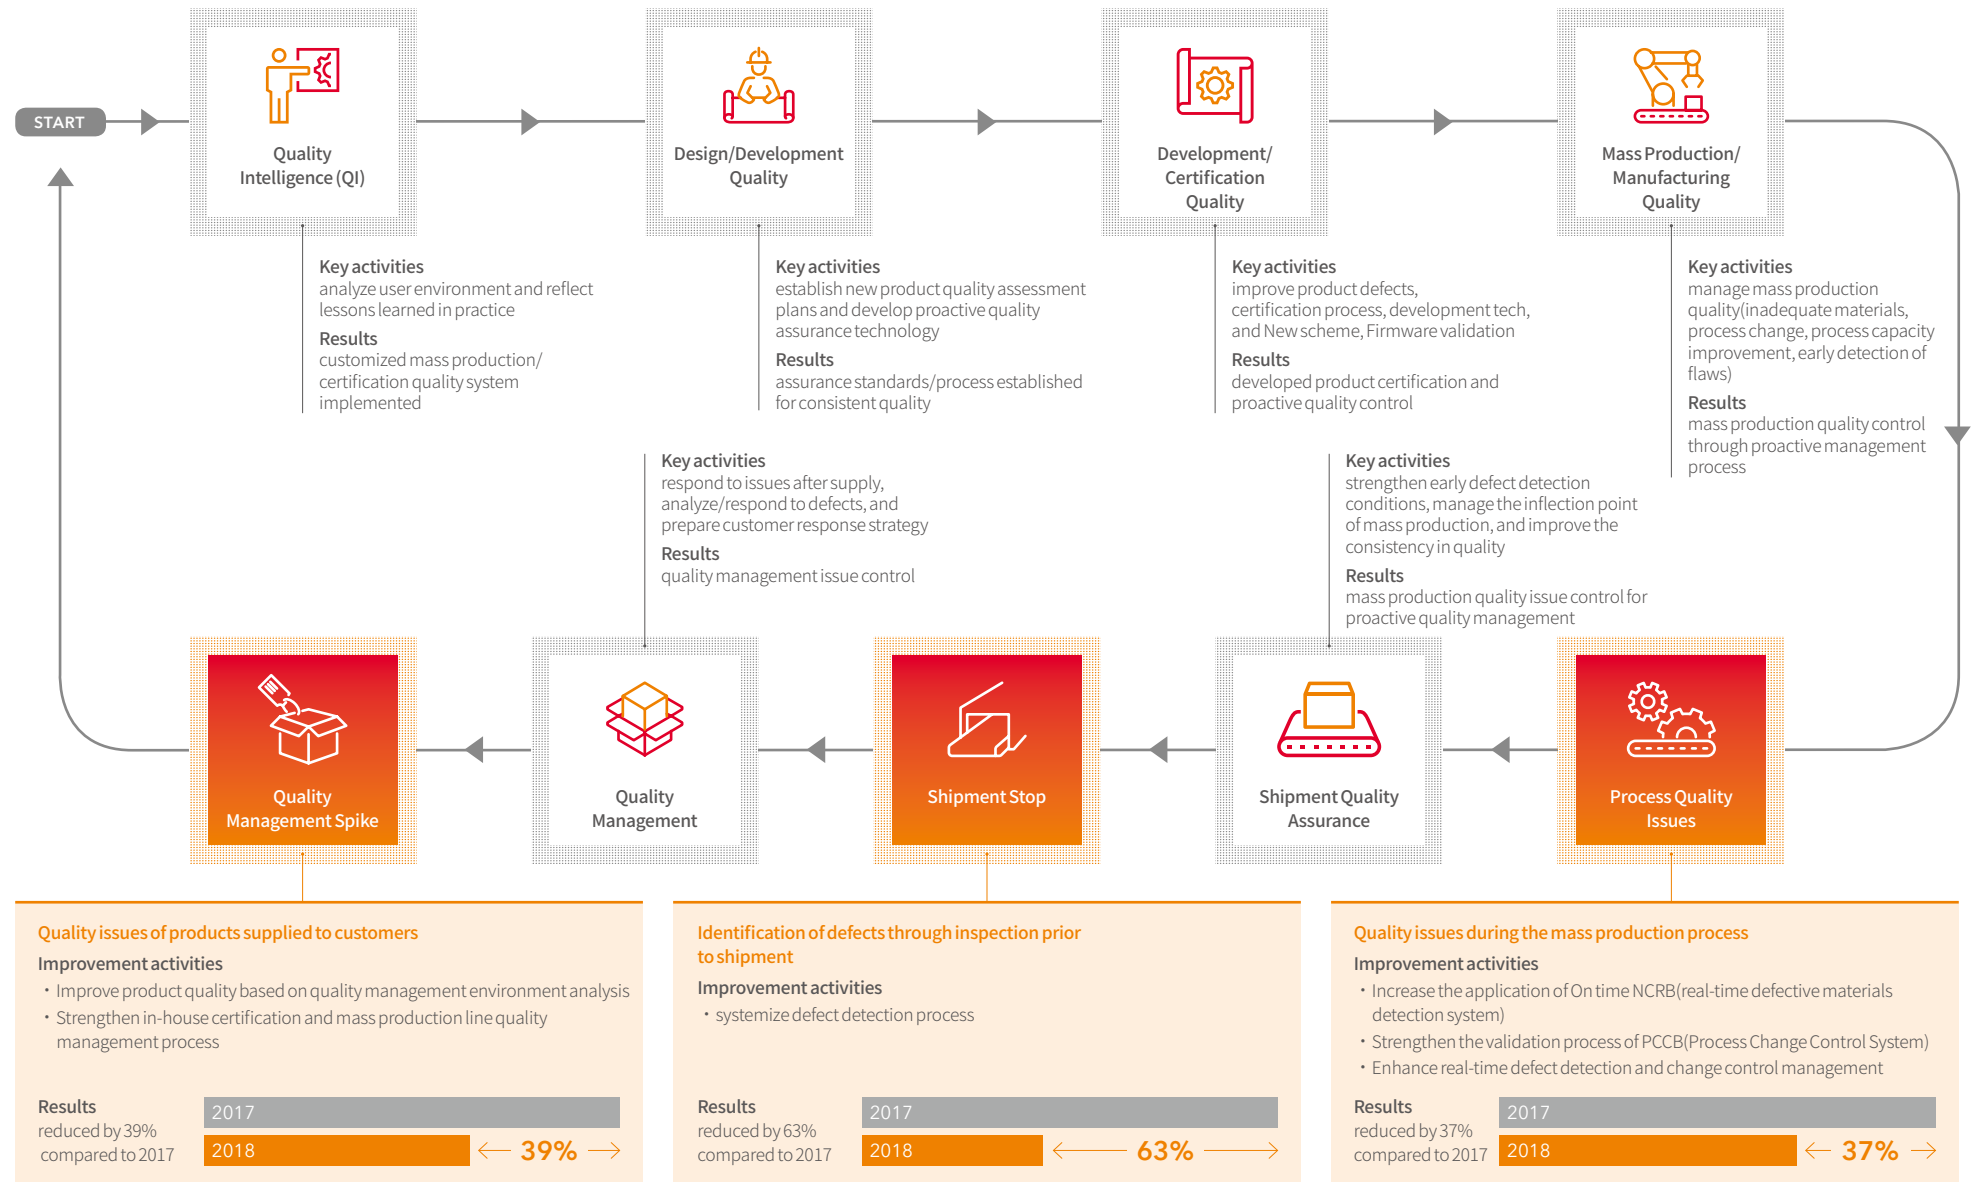 START
Quality
Intelligence (QI)
Design/Development
Quality
Development/
Certification
Quality
Mass Production/
Manufacturing
Quality
Key activities
analyze user environment and reflect
lessons learned in practice
Results
customized mass production/
certification quality system
implemented
Key activities
establish new product quality assessment
plans and develop proactive quality
assurance technology
Results
assurance standards/process established
for consistent quality
Key activities
improve product defects,
certification process, development tech,
and New scheme, Firmware validation
Results
developed product certification and
proactive quality control
Key activities
manage mass production
quality(inadequate materials,
process change, process capacity
improvement, early detection of
flaws)
Results
mass production quality control
through proactive management
process
Key activities
respond to issues after supply,
analyze/respond to defects, and
prepare customer response strategy
Results
quality management issue control
Key activities
strengthen early defect detection
conditions, manage the inflection point
of mass production, and improve the
consistency in quality
Results
mass production quality issue control for
proactive quality management
Quality
Management Spike
Quality
Management
Shipment Stop
Shipment Quality
Assurance
Process Quality
Issues
Quality issues of products supplied to customers
Improvement activities
・Improve product quality based on quality management environment analysis
・Strengthen in-house certification and mass production line quality
management process
Results
reduced by 39%
compared to 2017
2017
2018
39%
Identification of defects through inspection prior
to shipment
Improvement activities
・systemize defect detection process
Results
reduced by 63%
compared to 2017
2017
2018
63%
Quality issues during the mass production process
Improvement activities
・Increase the application of On time NCRB(real-time defective materials
detection system)
・Strengthen the validation process of PCCB(Process Change Control System)
・Enhance real-time defect detection and change control management
Results
reduced by 37%
compared to 2017
2017
2018
37%